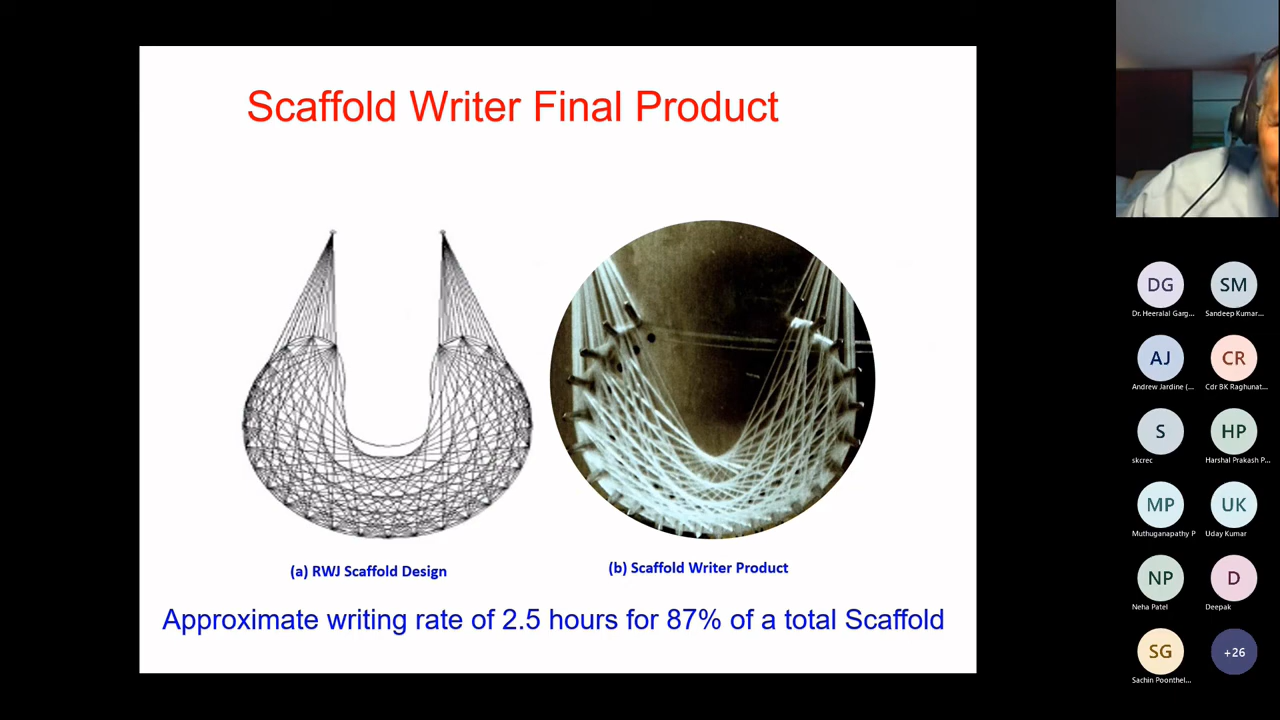 Scaffold Writer Final Product
(a) RWJ Scaffold Design
(b) Scaffold Writer Product
Approximate writing rate of 2.5 hours for 87% of a total Scaffold
DG
SM
Dr. Heeralal Garg...
Sandeep Kumar...
AJ
CR
Andrew Jardine (...
Cdr BK Raghunat...
S
HP
skcrec
Harshal Prakash P...
MP
UK
Muthuganapathy P
Uday Kumar
NP
D
Neha Patel
Deepak
SG
+26
Sachin Poonthel...